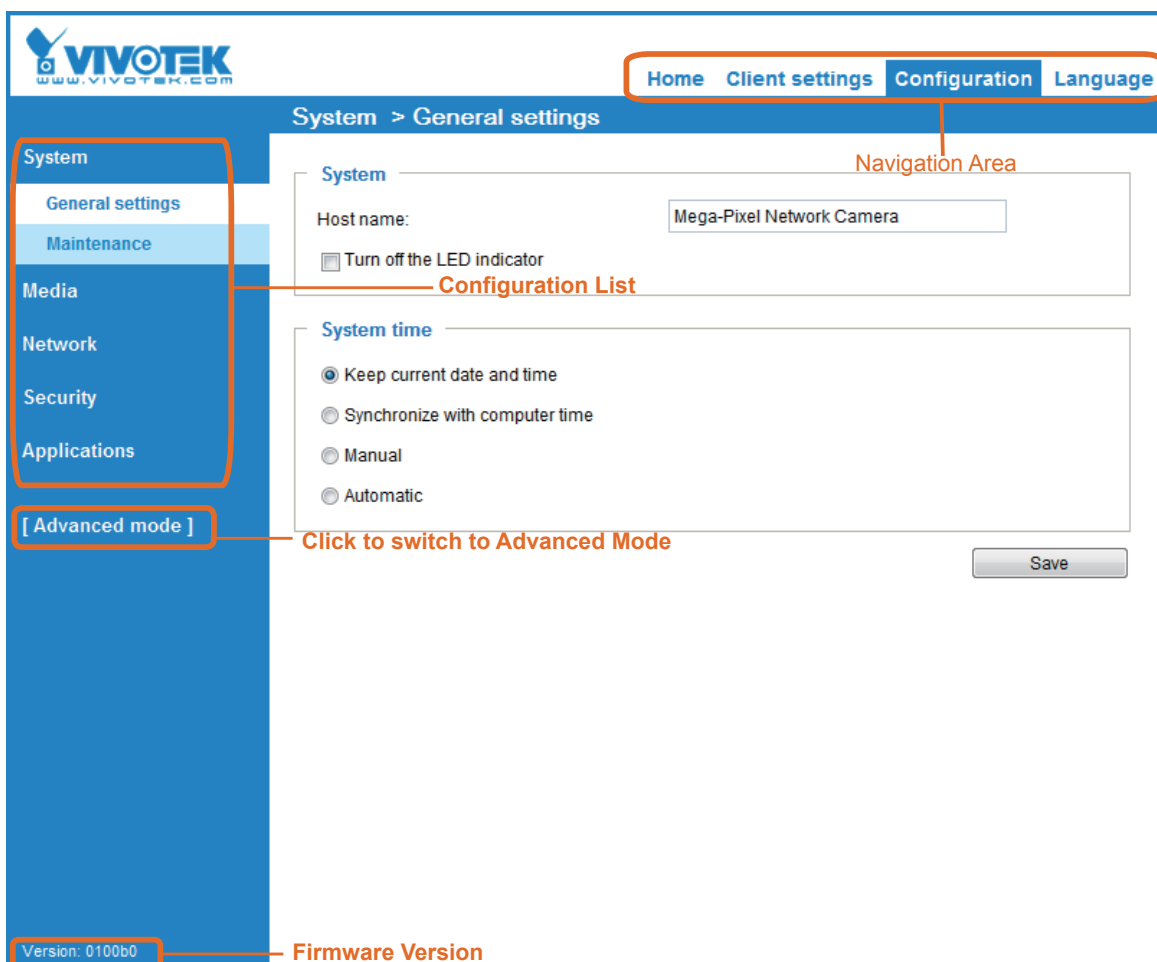 VIVOTEK
www.vivotek.com
Home Client settings Configuration Language
System > General settings
Navigation Area
System
General settings
Maintenance
Media
Network
Security
Applications
[ Advanced mode ]
System
Host name: Mega-Pixel Network Camera
Turn off the LED indicator
Configuration List
System time
Keep current date and time
Synchronize with computer time
Manual
Automatic
Click to switch to Advanced Mode
Save
Version: 0100b0
Firmware Version